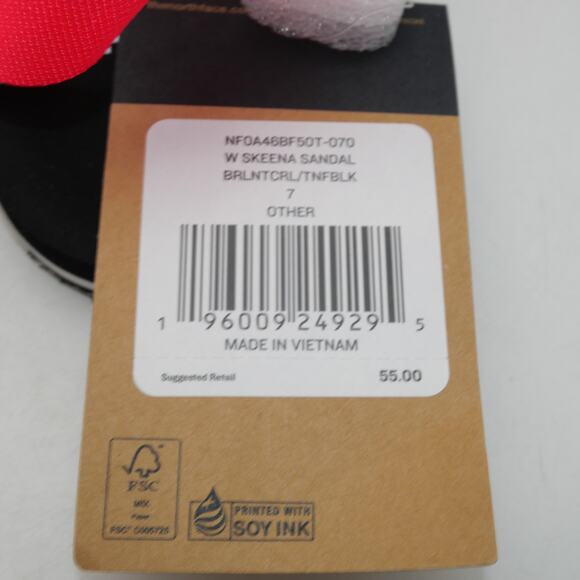 NF0A46BF50T-070
W SKEENA SANDAL
BRLNTCRL/TNFBLK
7
OTHER
1 96009 24929 5
MADE IN VIETNAM
Suggested Retail 55.00
FSC
MIX
Paper
PRINTED WITH
SOY INK